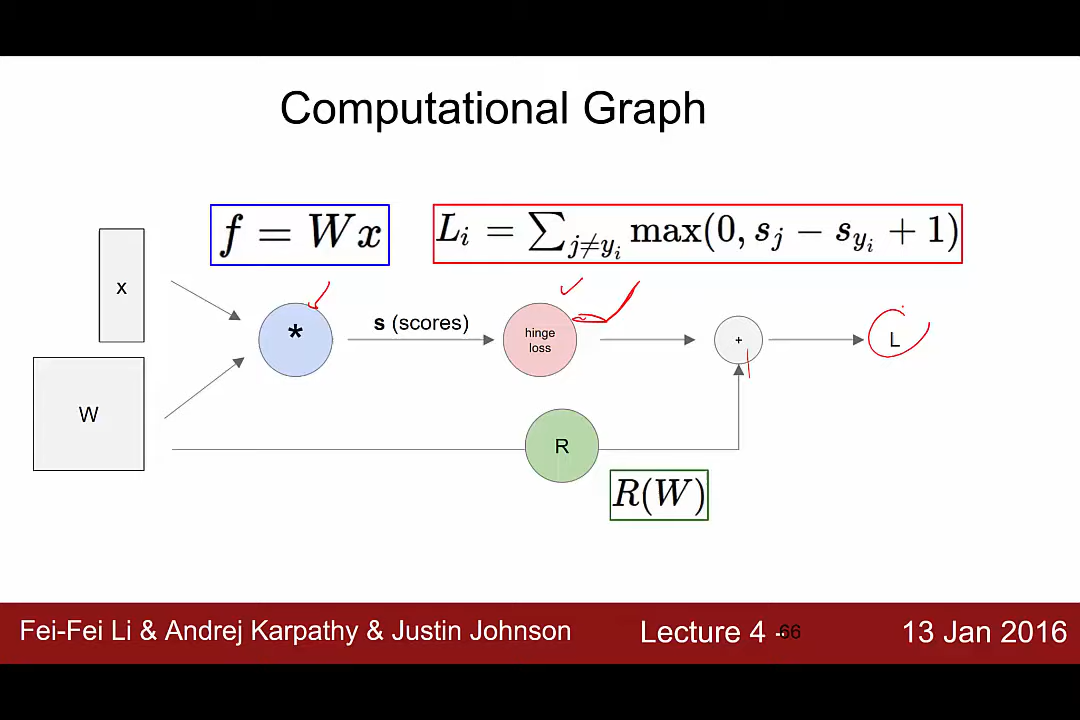 Computational Graph
f = Wx
L_i = ∑_{j≠y_i} max(0, s_j − s_{y_i} + 1)
x
*
s (scores)
hinge
loss
+
L
W
R
R(W)
Fei-Fei Li & Andrej Karpathy & Justin Johnson
Lecture 4 - 66
13 Jan 2016